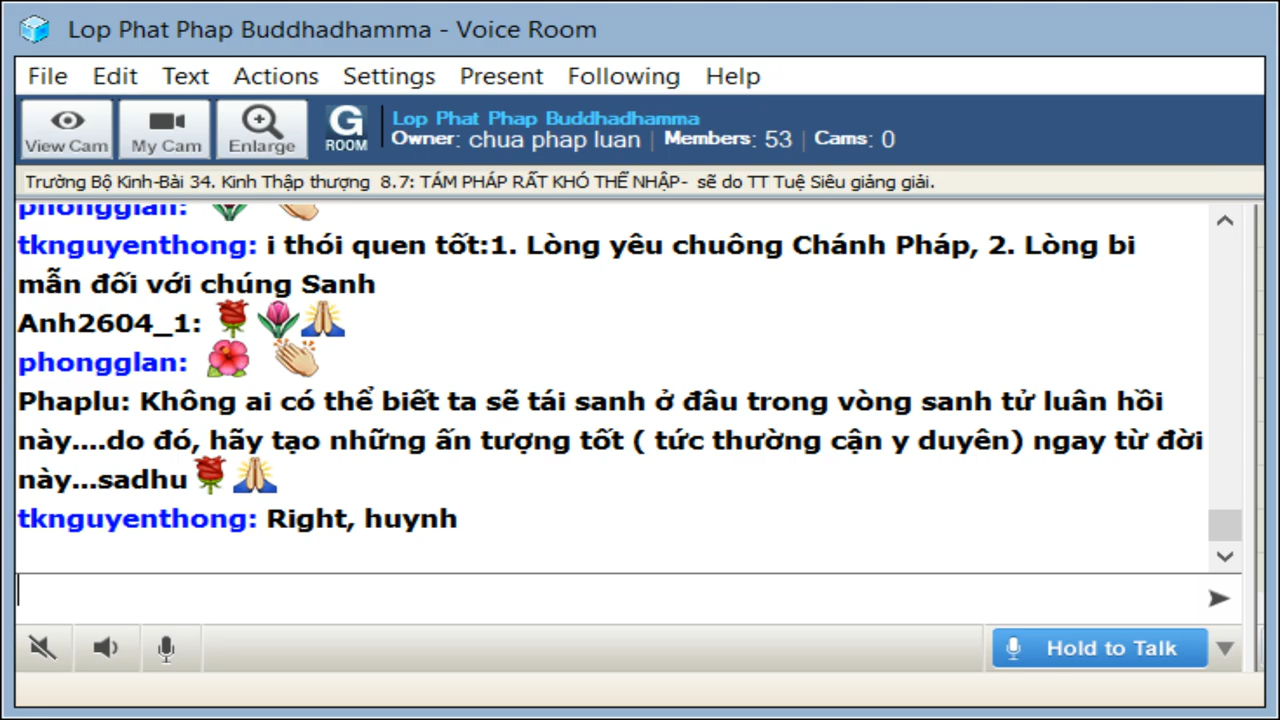 Lop Phat Phap Buddhadhamma - Voice Room
File Edit Text Actions Settings Present Following Help
View Cam My Cam Enlarge G ROOM
Lop Phat Phap Buddhadhamma
Owner: chua phap luan | Members: 53 | Cams: 0
Trường Bộ Kinh-Bài 34. Kinh Thập thượng 8.7: TÁM PHÁP RẤT KHÓ THỂ NHẬP- sẽ do TT Tuệ Siêu giảng giải.
phongglan:
tknguyenthong: i thói quen tốt:1. Lòng yêu chuông Chánh Pháp, 2. Lòng bi
mẫn đối với chúng Sanh
Anh2604_1:
phongglan:
Phaplu: Không ai có thể biết ta sẽ tái sanh ở đâu trong vòng sanh tử luân hồi
này....do đó, hãy tạo những ấn tượng tốt ( tức thường cận y duyên) ngay từ đời
này...sadhu
tknguyenthong: Right, huynh
Hold to Talk